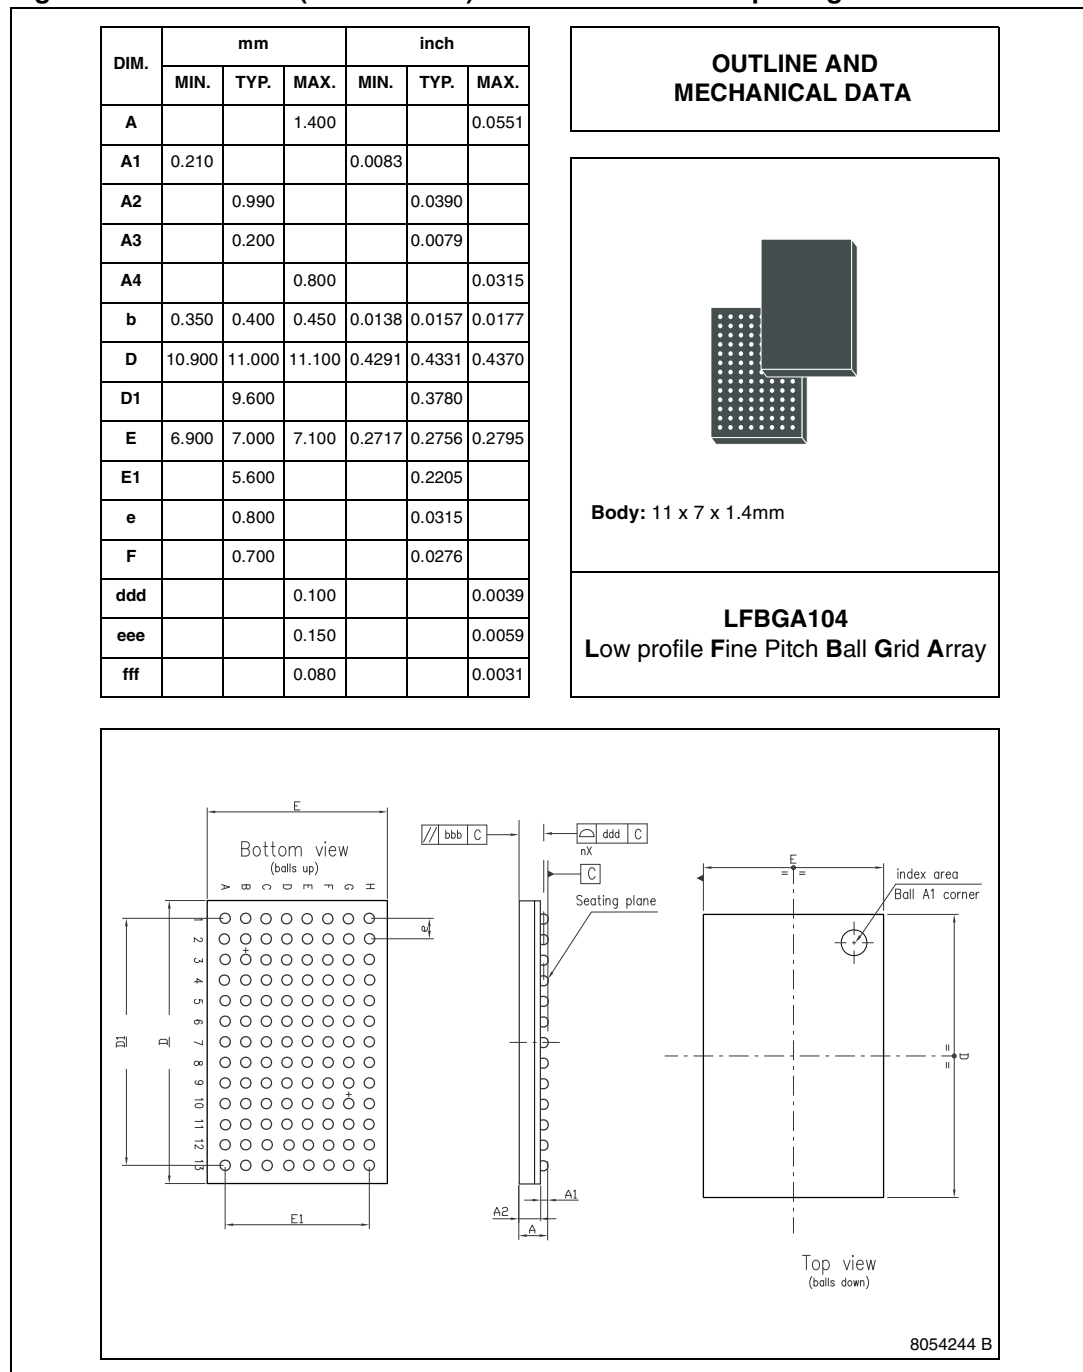 DIM. mm inch
MIN. TYP. MAX. MIN. TYP. MAX.
A 1.400 0.0551
A1 0.210 0.0083
A2 0.990 0.0390
A3 0.200 0.0079
A4 0.800 0.0315
b 0.350 0.400 0.450 0.0138 0.0157 0.0177
D 10.900 11.000 11.100 0.4291 0.4331 0.4370
D1 9.600 0.3780
E 6.900 7.000 7.100 0.2717 0.2756 0.2795
E1 5.600 0.2205
e 0.800 0.0315
F 0.700 0.0276
ddd 0.100 0.0039
eee 0.150 0.0059
fff 0.080 0.0031
OUTLINE AND
MECHANICAL DATA
Body: 11 x 7 x 1.4mm
LFBGA104
Low profile Fine Pitch Ball Grid Array
E
Bottom view
(balls up)
A B C D E F G H
1
2
3
4
5
6
7
8
9
10
11
12
13
D1
D
e
E1
// bbb C
ddd C
nX
C
Seating plane
A1
A2
A
E
= =
index area
Ball A1 corner
=
D
=
Top view
(balls down)
8054244 B